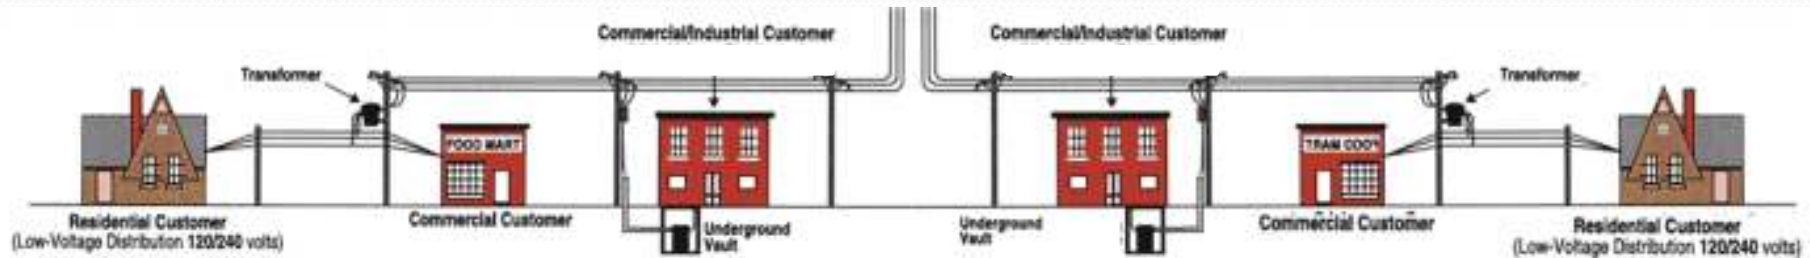 Commercial/Industrial Customer
Commercial/Industrial Customer
Transformer
Transformer
FOOD MART
Residential Customer
(Low-Voltage Distribution 120/240 volts)
Commercial Customer
Underground
Vault
Underground
Vault
Commercial Customer
Residential Customer
(Low-Voltage Distribution 120/240 volts)